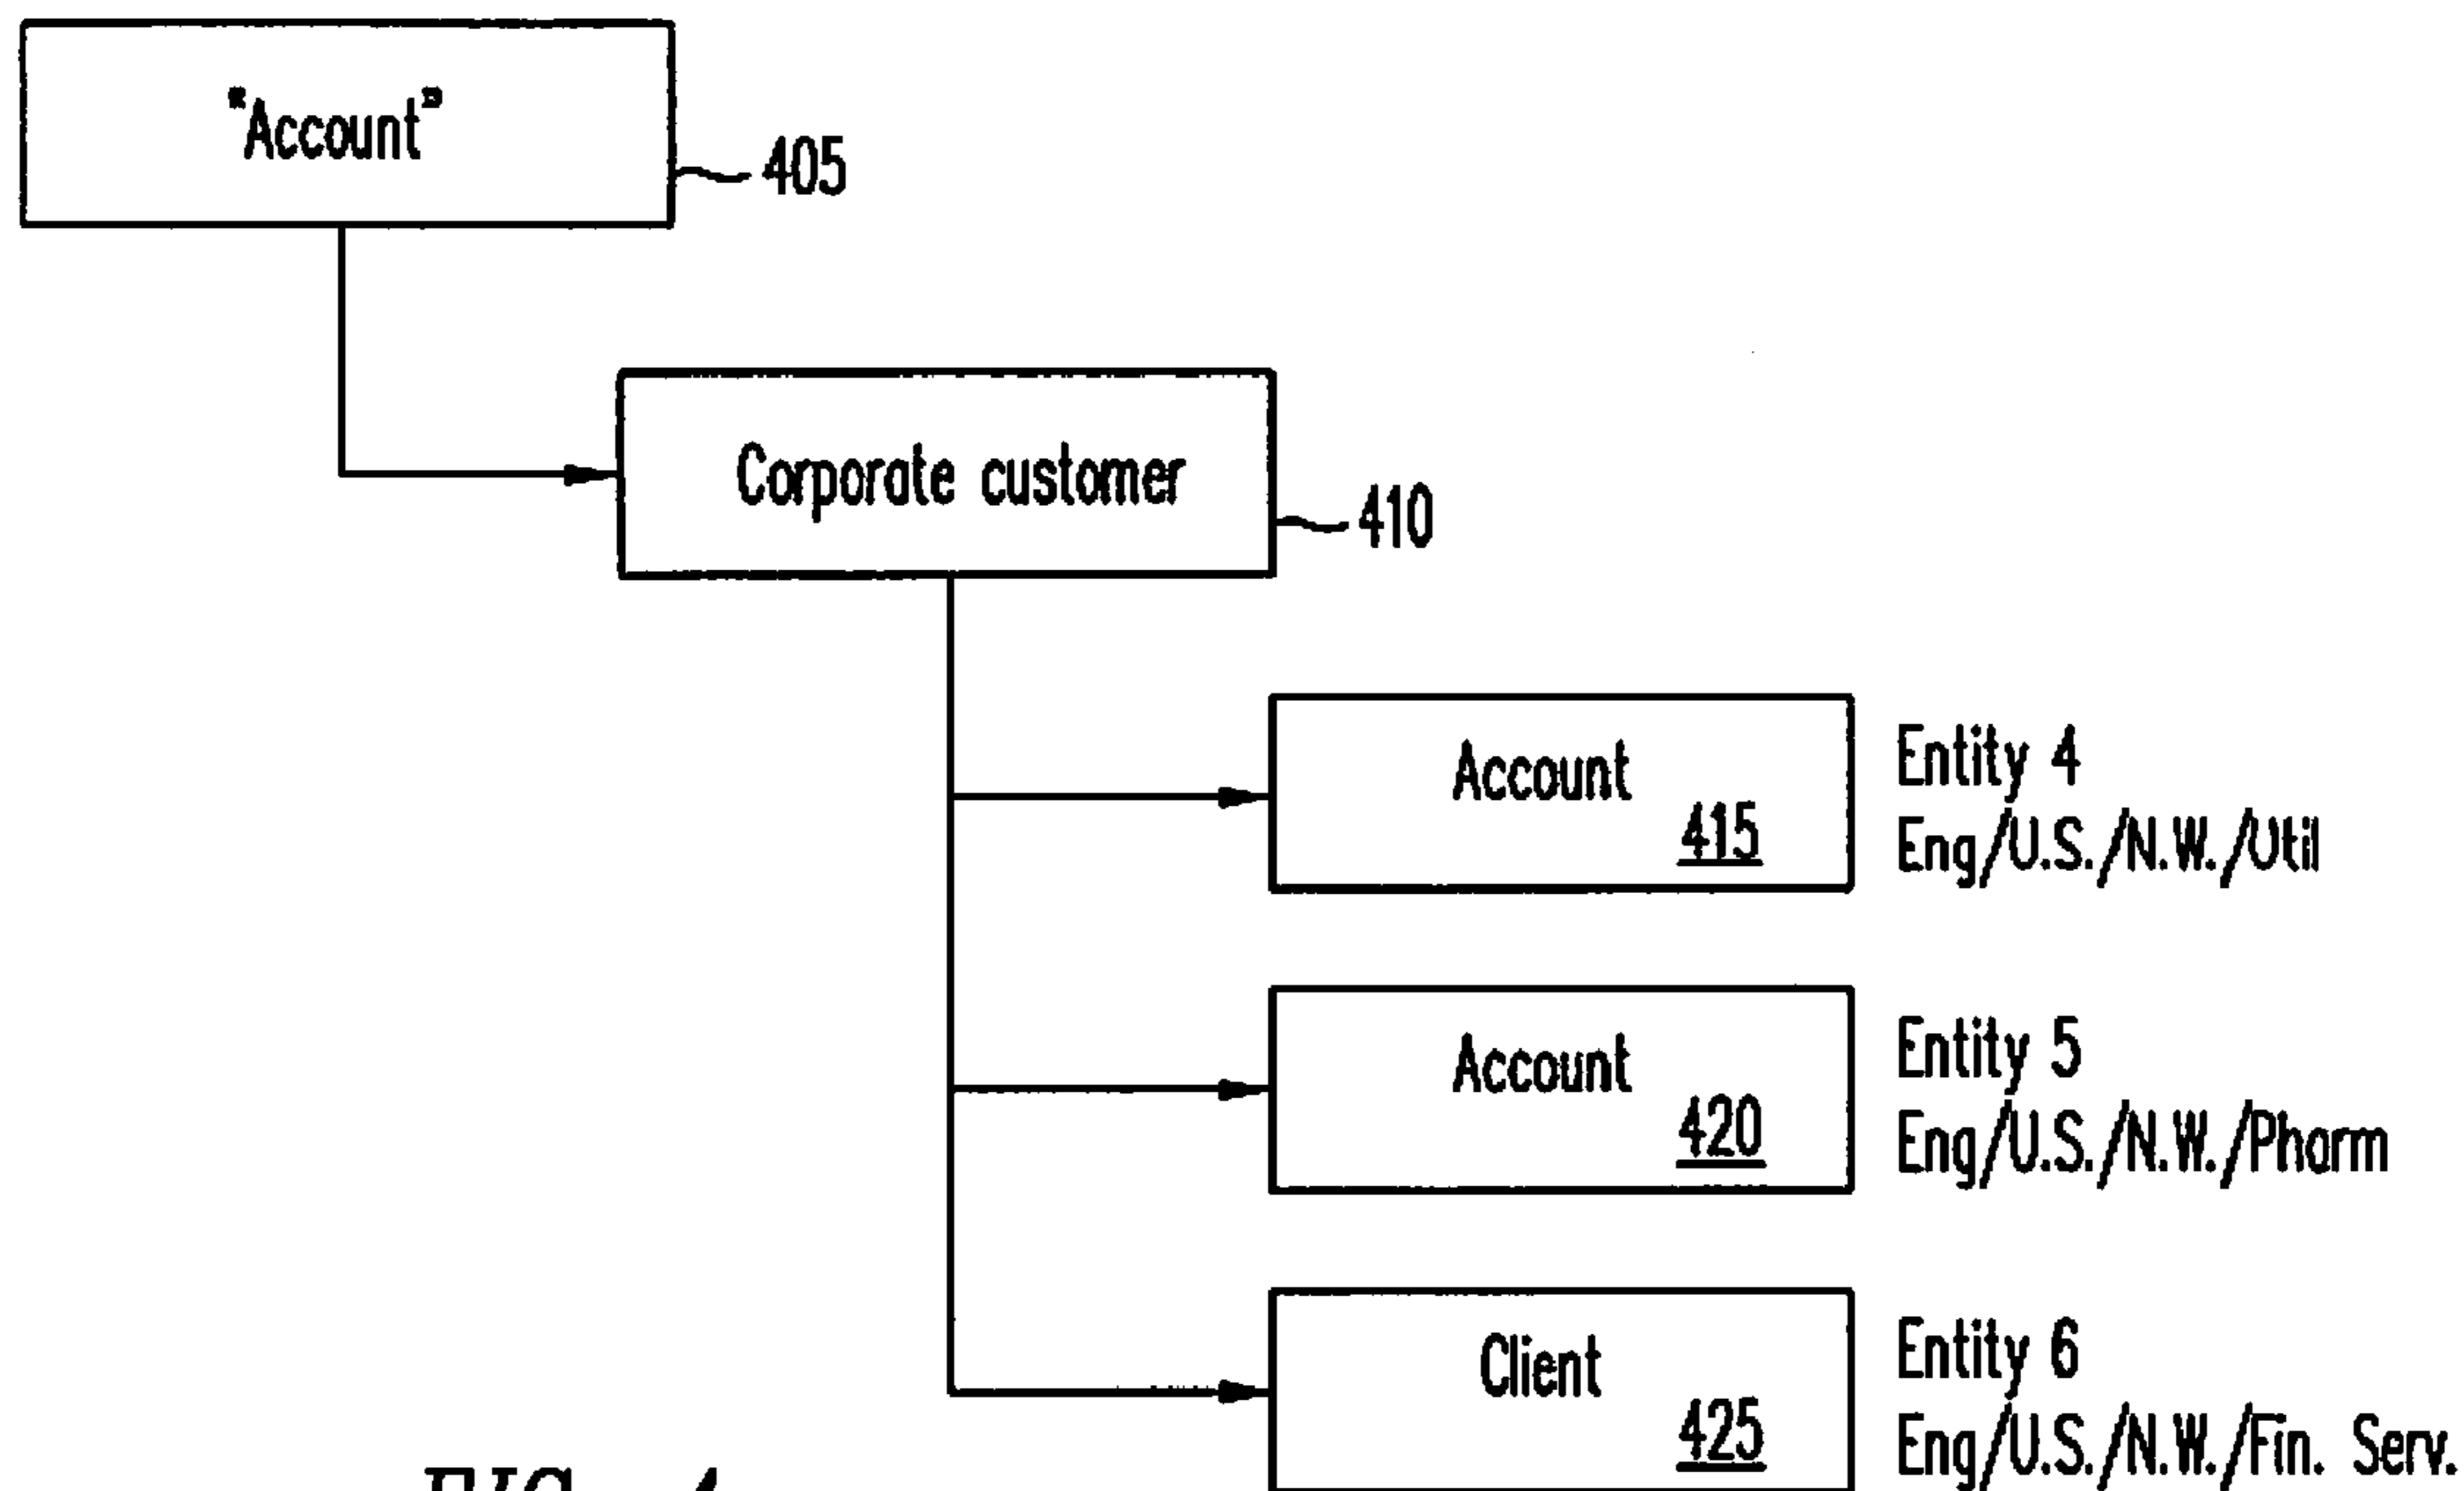 "Account"
405
Corporate customer
410
Account
415
Entity 4
Eng/U.S./N.W./Util
Account
420
Entity 5
Eng/U.S./N.W./Pharm
Client
425
Entity 6
Eng/U.S./N.W./Fin. Serv.